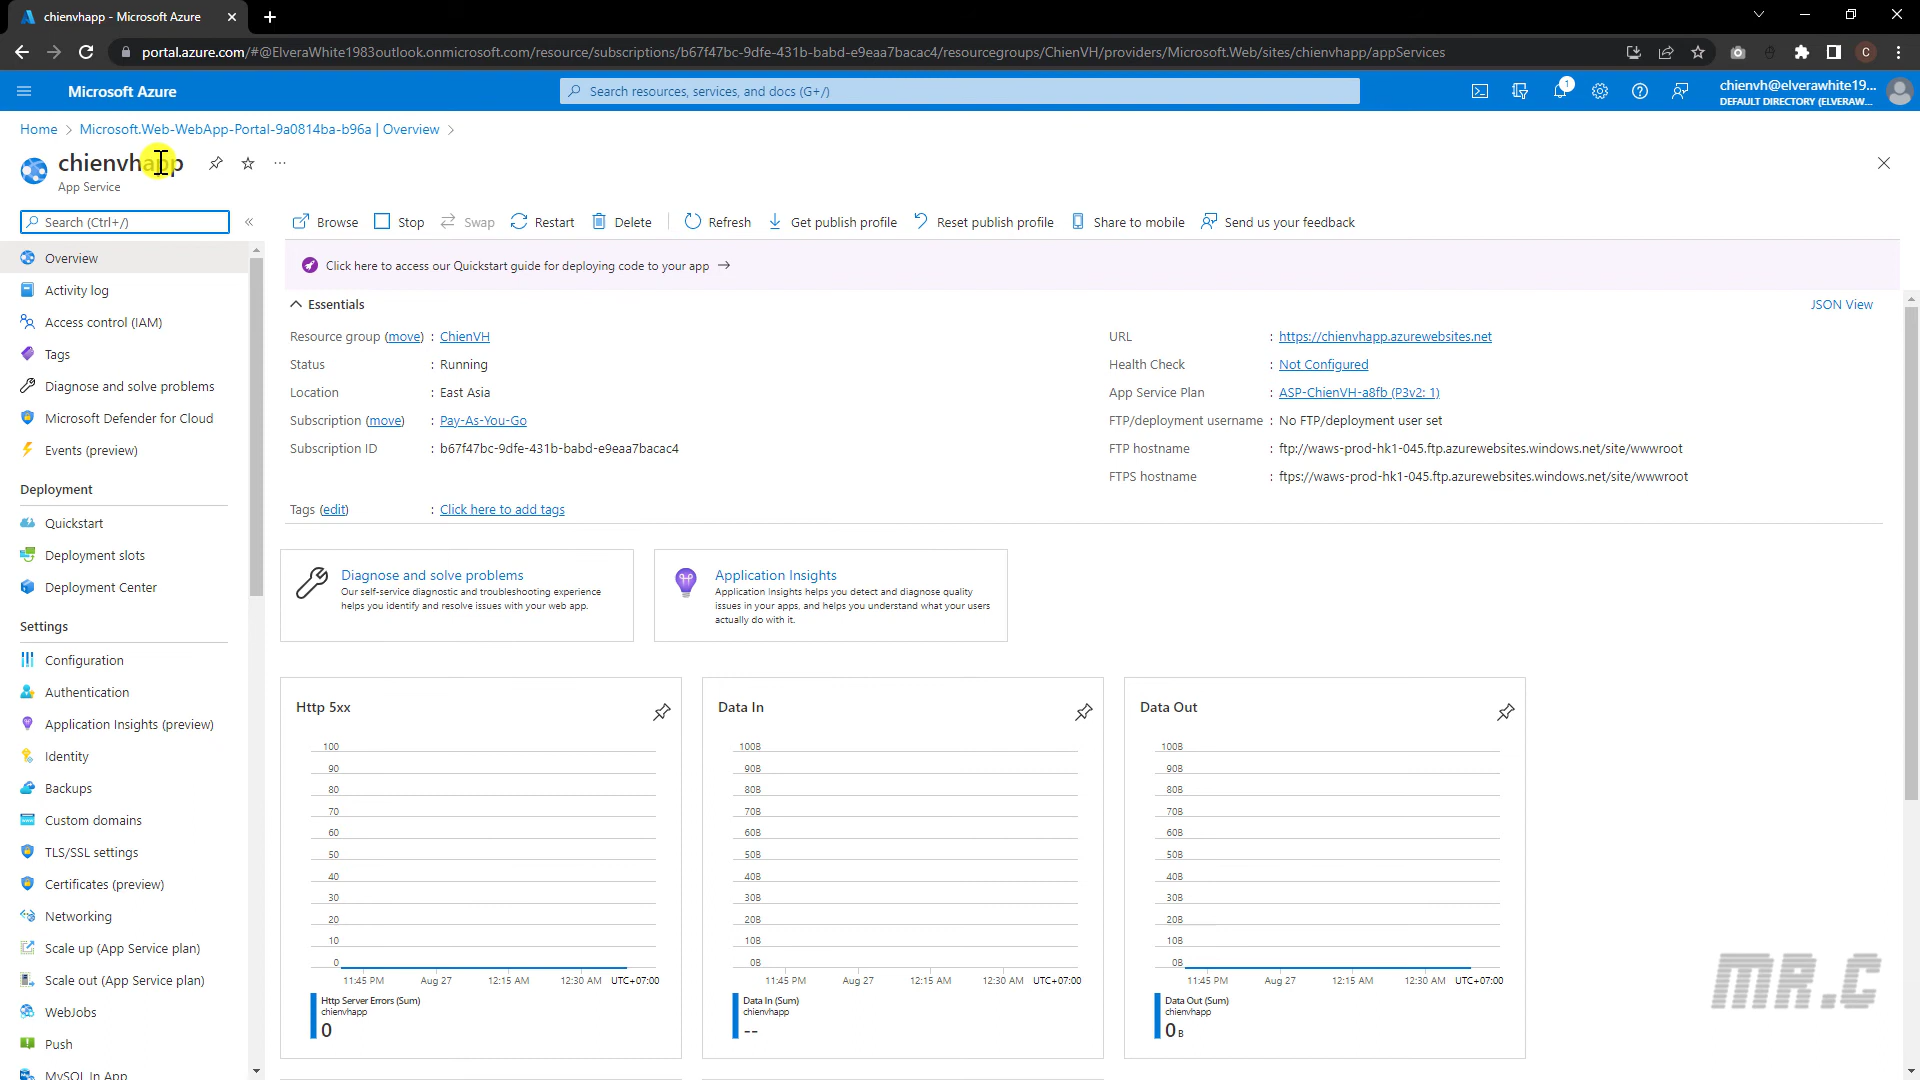 chienvhapp - Microsoft Azure
portal.azure.com/#@ElveraWhite1983outlook.onmicrosoft.com/resource/subscriptions/b67f47bc-9dfe-431b-babd-e9eaa7bacac4/resourcegroups/ChienVH/providers/Microsoft.Web/sites/chienvhapp/appServices
C
Microsoft Azure
Search resources, services, and docs (G+/)
1
chienvh@elverawhite19...
DEFAULT DIRECTORY (ELVERAW...
Home > Microsoft.Web-WebApp-Portal-9a0814ba-b96a | Overview >
chienvhapp
...
App Service
Search (Ctrl+/)
«
Browse Stop Swap Restart Delete Refresh Get publish profile Reset publish profile Share to mobile Send us your feedback
Overview
Activity log
Access control (IAM)
Tags
Diagnose and solve problems
Microsoft Defender for Cloud
Events (preview)
Deployment
Quickstart
Deployment slots
Deployment Center
Settings
Configuration
Authentication
Application Insights (preview)
Identity
Backups
Custom domains
TLS/SSL settings
Certificates (preview)
Networking
Scale up (App Service plan)
Scale out (App Service plan)
WebJobs
Push
MySQL In App
Click here to access our Quickstart guide for deploying code to your app →
Essentials
JSON View
Resource group (move) : ChienVH
Status : Running
Location : East Asia
Subscription (move) : Pay-As-You-Go
Subscription ID : b67f47bc-9dfe-431b-babd-e9eaa7bacac4
Tags (edit) : Click here to add tags
URL : https://chienvhapp.azurewebsites.net
Health Check : Not Configured
App Service Plan : ASP-ChienVH-a8fb (P3v2: 1)
FTP/deployment username : No FTP/deployment user set
FTP hostname : ftp://waws-prod-hk1-045.ftp.azurewebsites.windows.net/site/wwwroot
FTPS hostname : ftps://waws-prod-hk1-045.ftp.azurewebsites.windows.net/site/wwwroot
Diagnose and solve problems
Our self-service diagnostic and troubleshooting experience
helps you identify and resolve issues with your web app.
Application Insights
Application Insights helps you detect and diagnose quality
issues in your apps, and helps you understand what your users
actually do with it.
Http 5xx
100
90
80
70
60
50
40
30
20
10
0
11:45 PM Aug 27 12:15 AM 12:30 AM UTC+07:00
Http Server Errors (Sum)
chienvhapp
0
Data In
100B
90B
80B
70B
60B
50B
40B
30B
20B
10B
0B
11:45 PM Aug 27 12:15 AM 12:30 AM UTC+07:00
Data In (Sum)
chienvhapp
--
Data Out
100B
90B
80B
70B
60B
50B
40B
30B
20B
10B
0B
11:45 PM Aug 27 12:15 AM 12:30 AM UTC+07:00
Data Out (Sum)
chienvhapp
0 B
MR.C